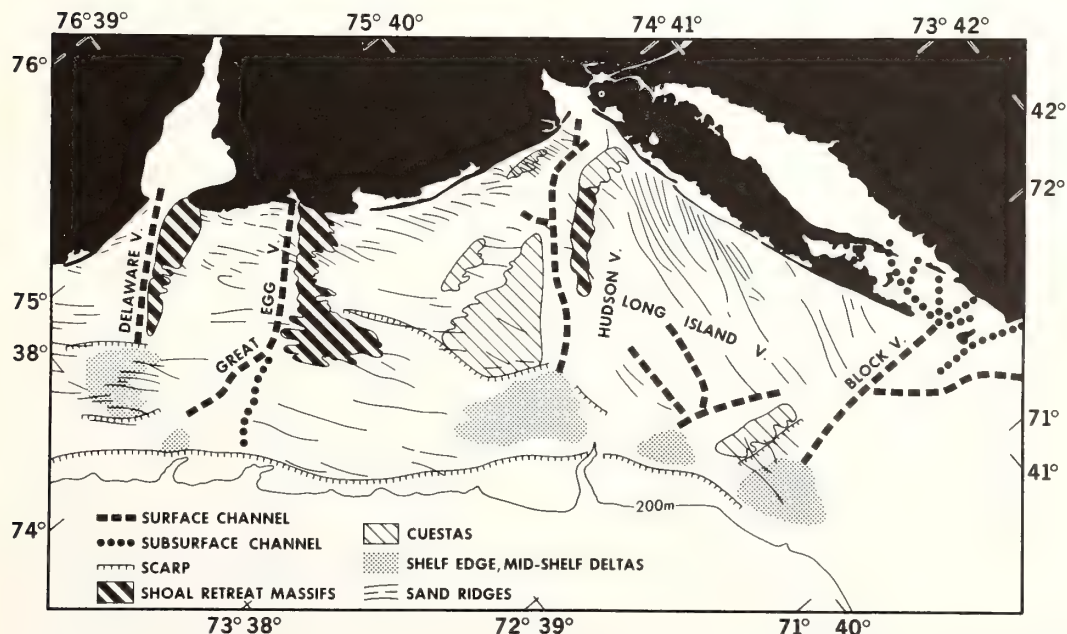 76°39° 75° 40° 74°41° 73°42°
76°
42°
72°
75°
38°
71°
41°
74°
DELAWARE V.
GREAT EGG V.
HUDSON V.
LONG ISLAND V.
BLOCK V.
200m
SURFACE CHANNEL
SUBSURFACE CHANNEL
SCARP
SHOAL RETREAT MASSIFS
CUESTAS
SHELF EDGE, MID-SHELF DELTAS
SAND RIDGES
73°38° 72°39° 71° 40°